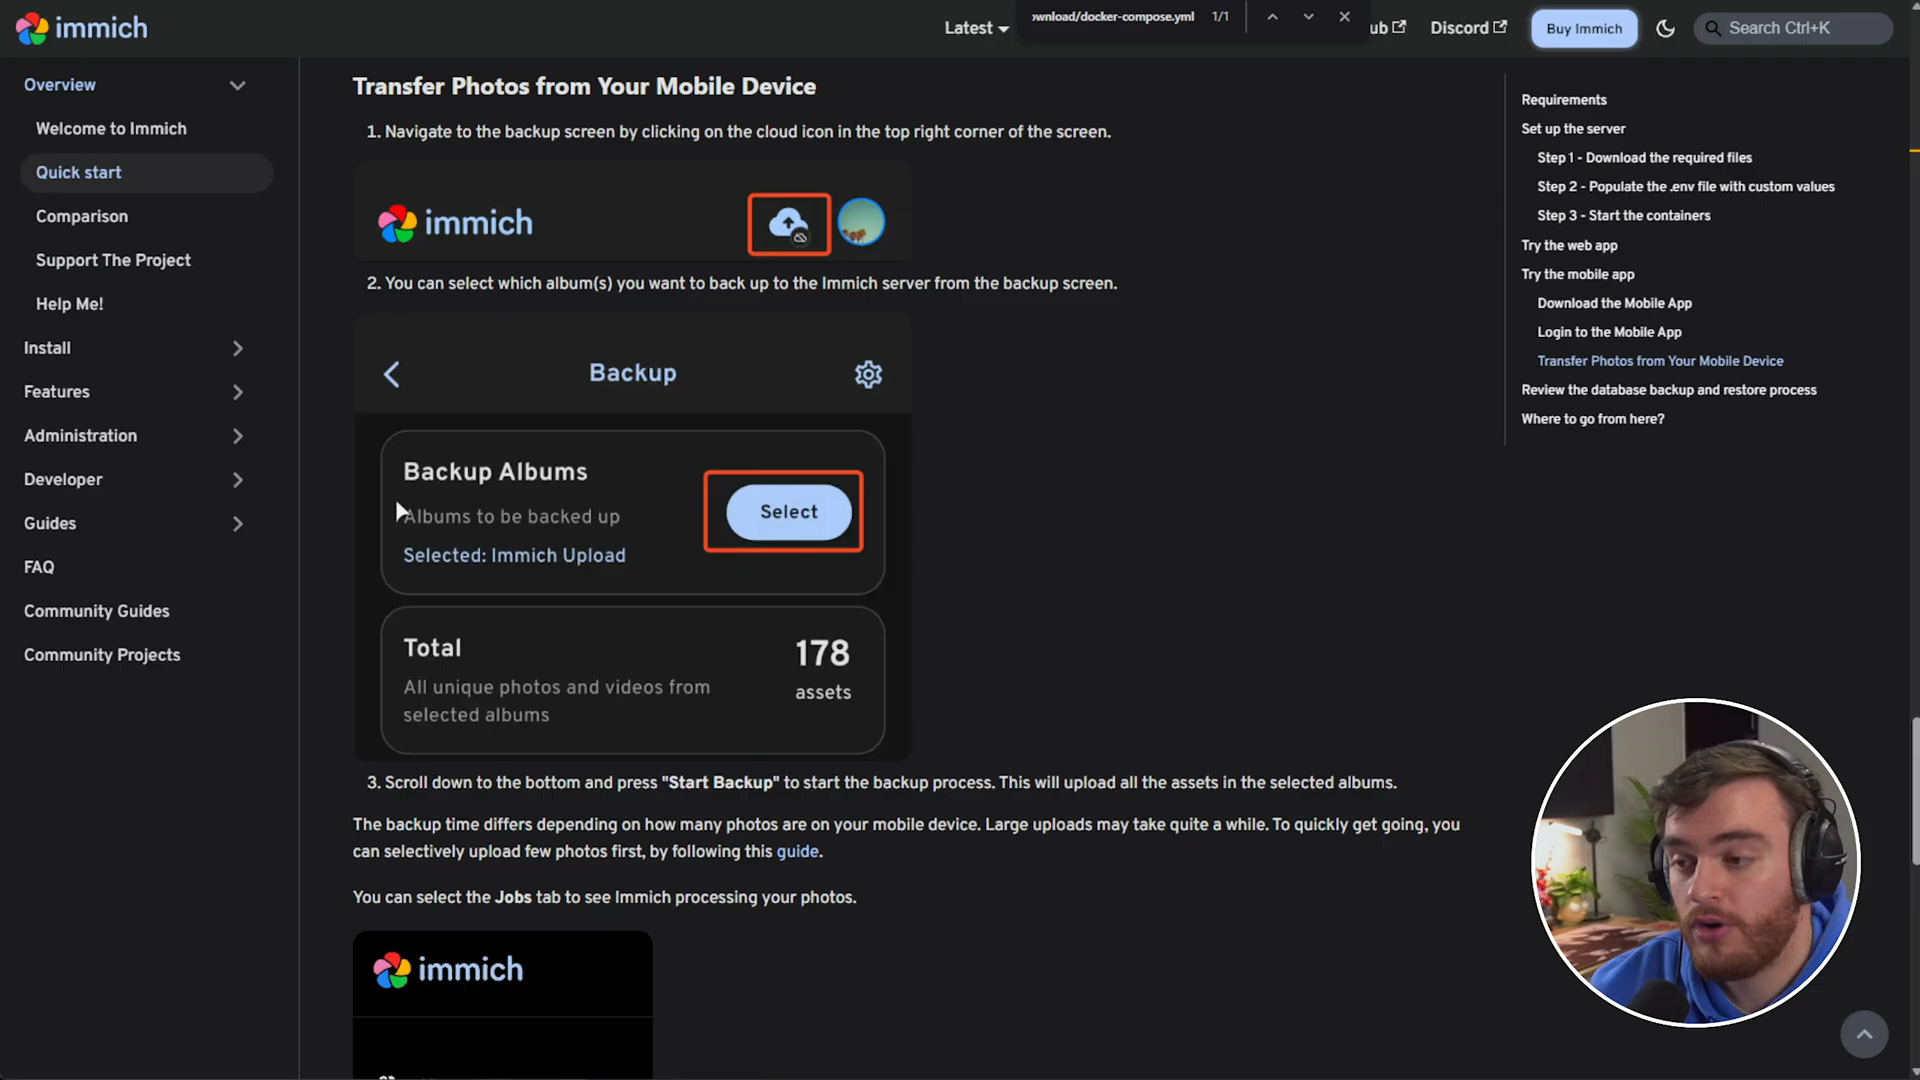 immich
Latest
ownload/docker-compose.yml
1/1
ub
Discord
Buy Immich
Search Ctrl+K
Overview
Welcome to Immich
Quick start
Comparison
Support The Project
Help Me!
Install
Features
Administration
Developer
Guides
FAQ
Community Guides
Community Projects
Transfer Photos from Your Mobile Device
1. Navigate to the backup screen by clicking on the cloud icon in the top right corner of the screen.
immich
2. You can select which album(s) you want to back up to the Immich server from the backup screen.
Backup
Backup Albums
Albums to be backed up
Selected: Immich Upload
Select
Total
All unique photos and videos from
selected albums
178
assets
3. Scroll down to the bottom and press "Start Backup" to start the backup process. This will upload all the assets in the selected albums.
The backup time differs depending on how many photos are on your mobile device. Large uploads may take quite a while. To quickly get going, you
can selectively upload few photos first, by following this guide.
You can select the Jobs tab to see Immich processing your photos.
immich
Requirements
Set up the server
Step 1 - Download the required files
Step 2 - Populate the .env file with custom values
Step 3 - Start the containers
Try the web app
Try the mobile app
Download the Mobile App
Login to the Mobile App
Transfer Photos from Your Mobile Device
Review the database backup and restore process
Where to go from here?